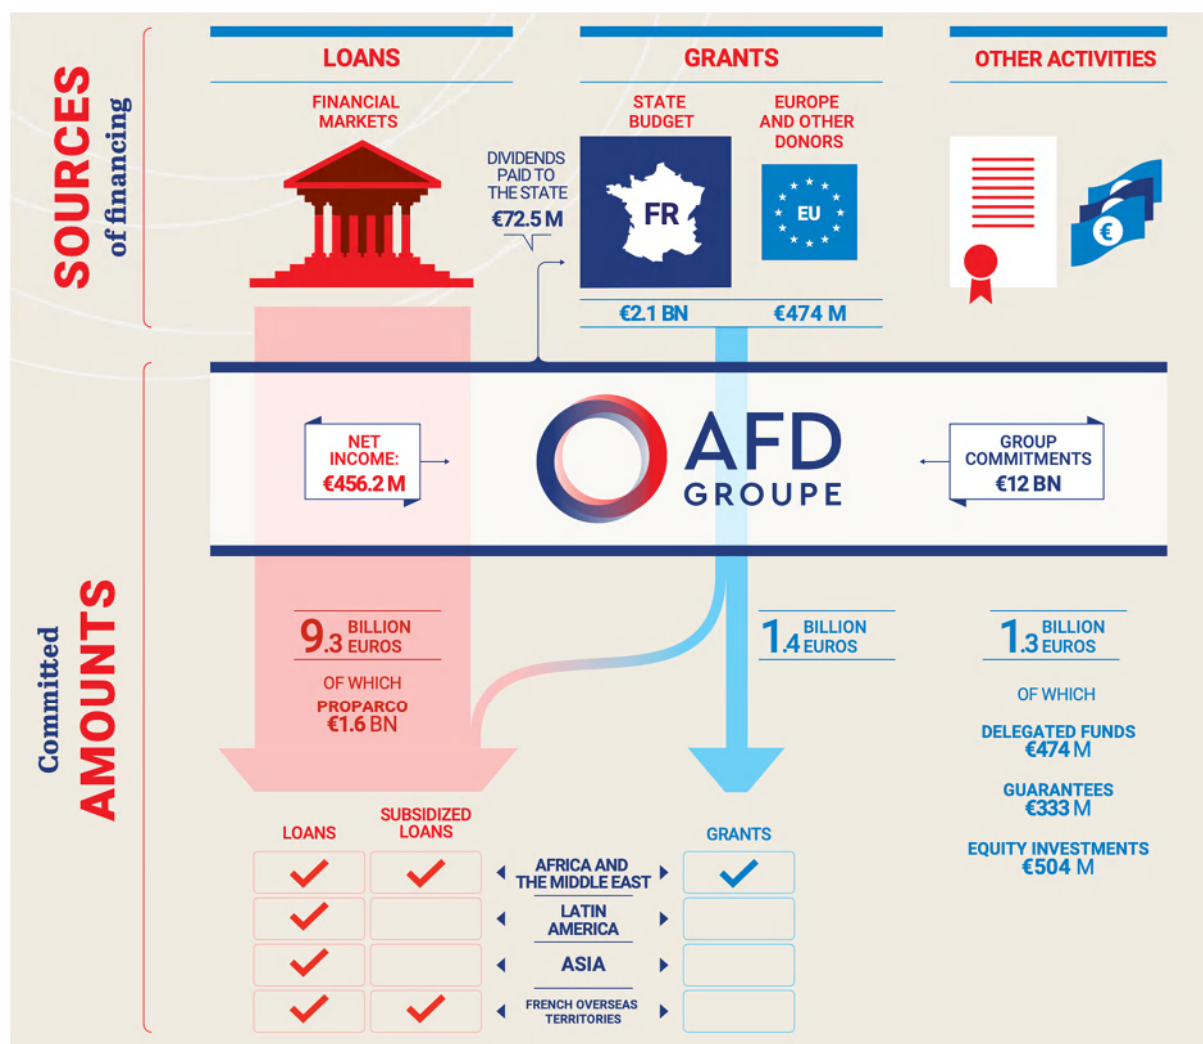 SOURCES
of financing
LOANS
FINANCIAL
MARKETS
DIVIDENDS
PAID TO
THE STATE
€72.5 M
GRANTS
STATE
BUDGET
FR
€2.1 BN
EUROPE
AND OTHER
DONORS
EU
€474 M
OTHER ACTIVITIES
€
Committed
AMOUNTS
NET
INCOME:
€456.2 M
AFD
GROUPE
GROUP
COMMITMENTS
€12 BN
9.3 BILLION
EUROS
OF WHICH
PROPARCO
€1.6 BN
1.4 BILLION
EUROS
1.3 BILLION
EUROS
OF WHICH
DELEGATED FUNDS
€474 M
GUARANTEES
€333 M
EQUITY INVESTMENTS
€504 M
LOANS
SUBSIDIZED
LOANS
GRANTS
AFRICA AND
THE MIDDLE EAST
LATIN
AMERICA
ASIA
FRENCH OVERSEAS
TERRITORIES